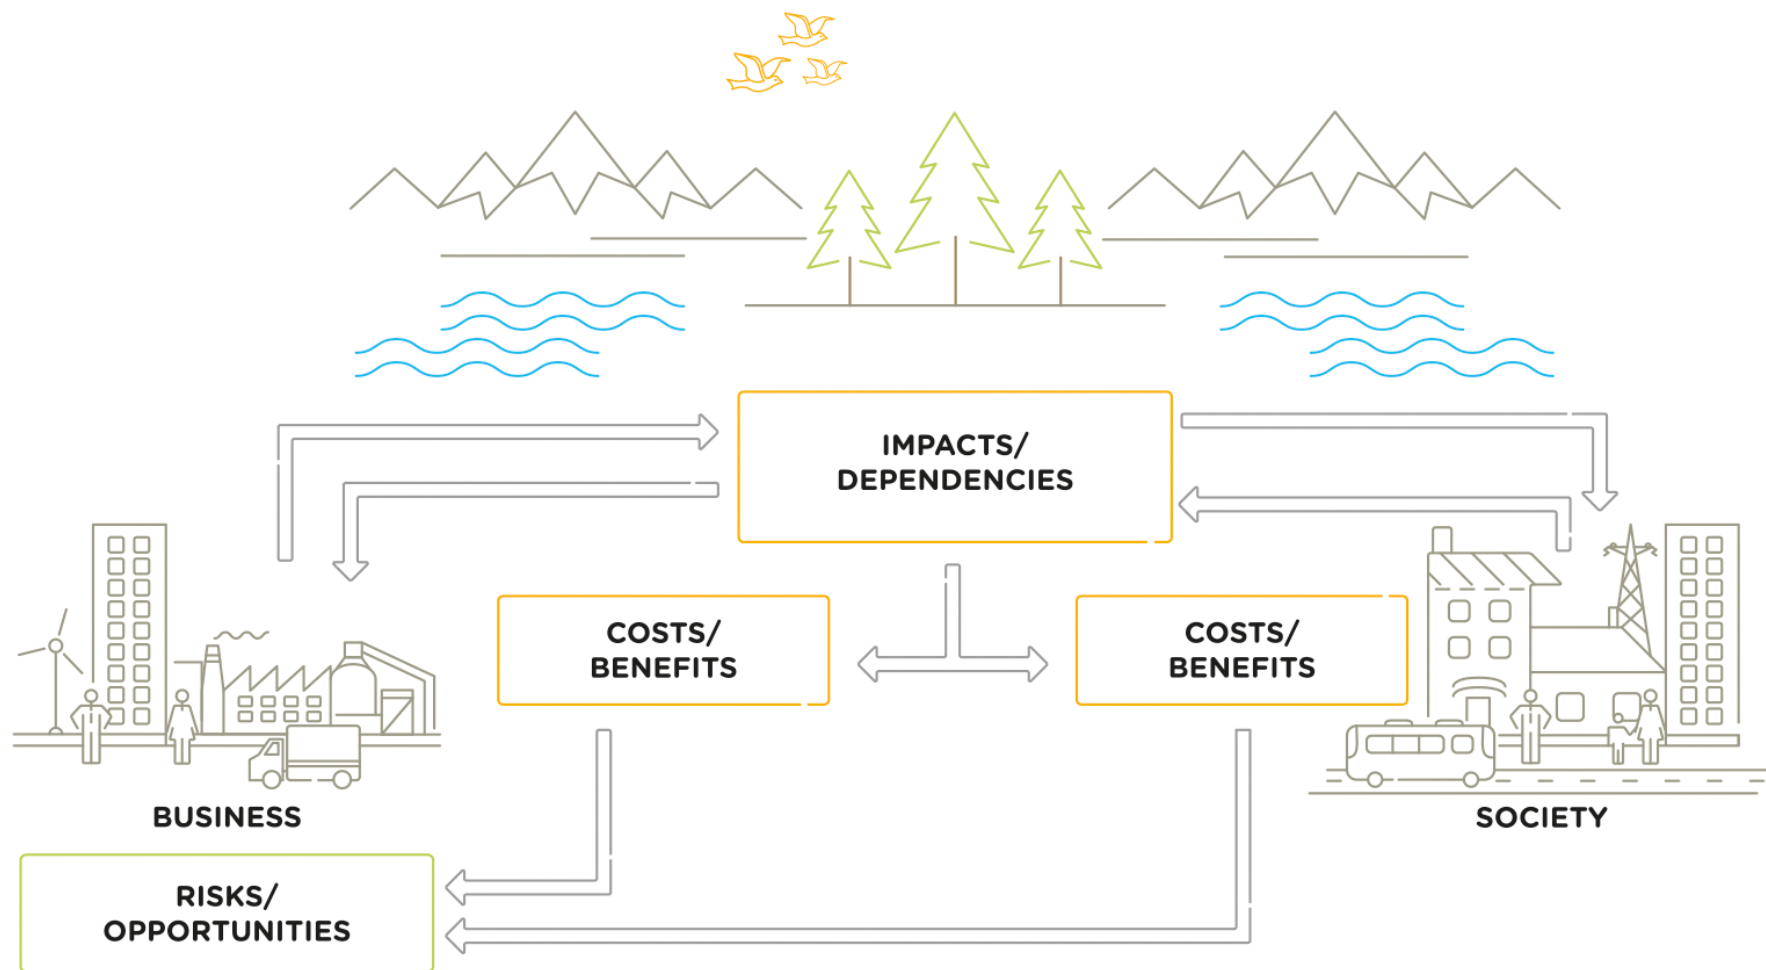 IMPACTS/
DEPENDENCIES
COSTS/
BENEFITS
COSTS/
BENEFITS
BUSINESS
SOCIETY
RISKS/
OPPORTUNITIES